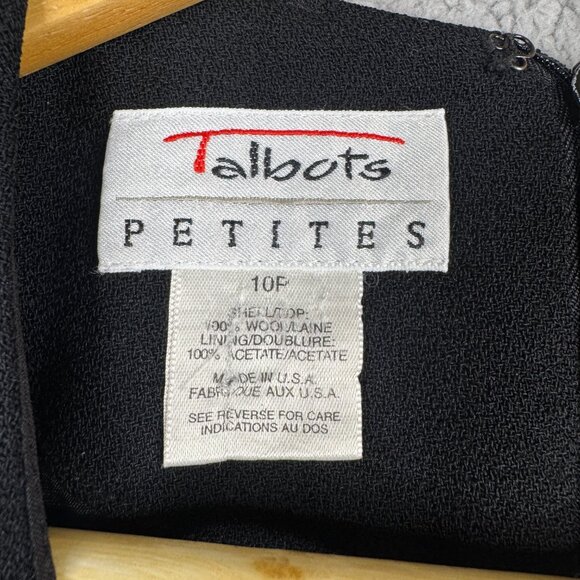 Talbots
PETITES
10P
SHELL/TOP:
100% WOOL/LAINE
LINING/DOUBLURE:
100% ACETATE/ACETATE
MADE IN U.S.A.
FABRIQUE AUX U.S.A.
SEE REVERSE FOR CARE
INDICATIONS AU DOS